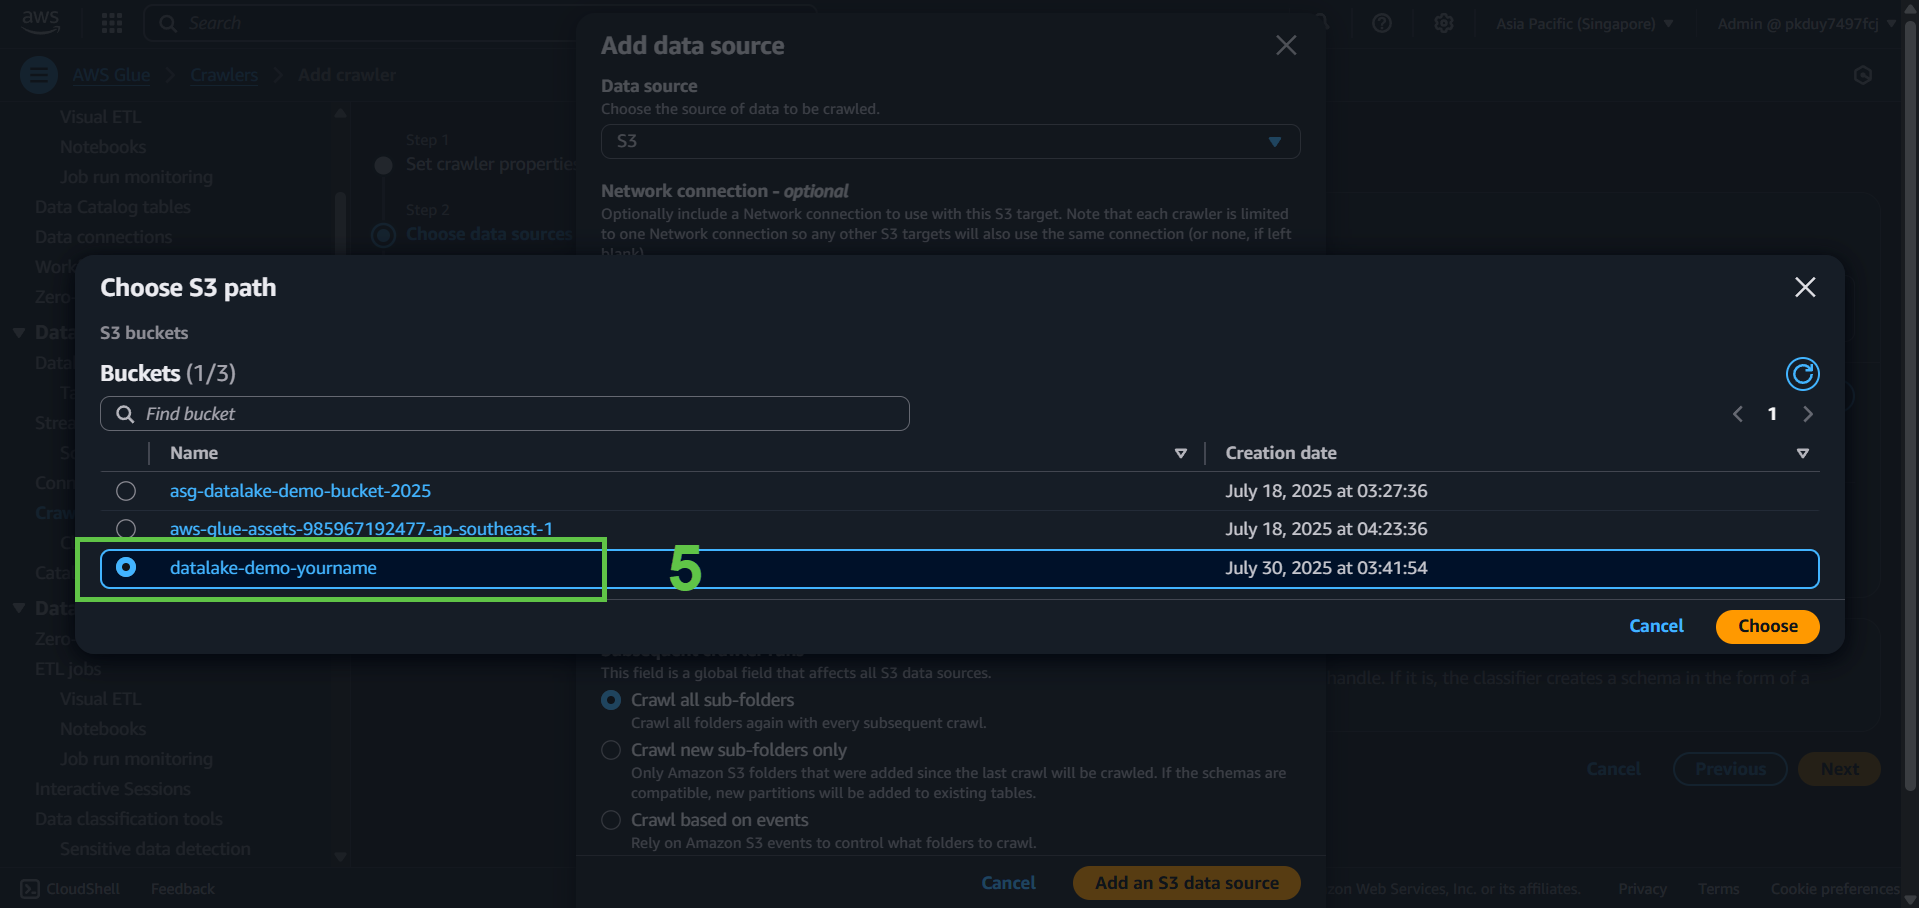 aws
Search
Asia Pacific (Singapore)
Admin @ pkduy7497fcj
AWS Glue
Crawlers
Add crawler
Visual ETL
Notebooks
Job run monitoring
Data Catalog tables
Data connections
Step 1
Set crawler properties
Step 2
Choose data sources
Add data source
Data source
Choose the source of data to be crawled.
S3
Network connection - optional
Optionally include a Network connection to use with this S3 target. Note that each crawler is limited
to one Network connection so any other S3 targets will also use the same connection (or none, if left
blank).
Choose S3 path
S3 buckets
Buckets (1/3)
Find bucket
1
Name
Creation date
asg-datalake-demo-bucket-2025
July 18, 2025 at 03:27:36
aws-glue-assets-985967192477-ap-southeast-1
July 18, 2025 at 04:23:36
datalake-demo-yourname
5
July 30, 2025 at 03:41:54
Cancel
Choose
ETL jobs
Visual ETL
Notebooks
Job run monitoring
Interactive Sessions
Data classification tools
Sensitive data detection
This field is a global field that affects all S3 data sources.
Crawl all sub-folders
Crawl all folders again with every subsequent crawl.
Crawl new sub-folders only
Only Amazon S3 folders that were added since the last crawl will be crawled. If the schemas are
compatible, new partitions will be added to existing tables.
Crawl based on events
Rely on Amazon S3 events to control what folders to crawl.
Cancel
Add an S3 data source
handle. If it is, the classifier creates a schema in the form of a
Cancel
Previous
Next
CloudShell
Feedback
Web Services, Inc. or its affiliates.
Privacy
Terms
Cookie preferences